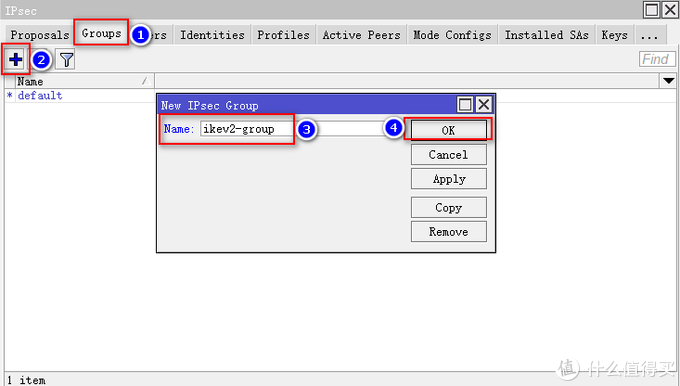 IPsec
Proposals Groups ers Identities Profiles Active Peers Mode Configs Installed SAs Keys ...
1
2
Find
Name
* default
New IPsec Group
Name: ikev2-group
3
4
OK
Cancel
Apply
Copy
Remove
1 item
值 什么值得买